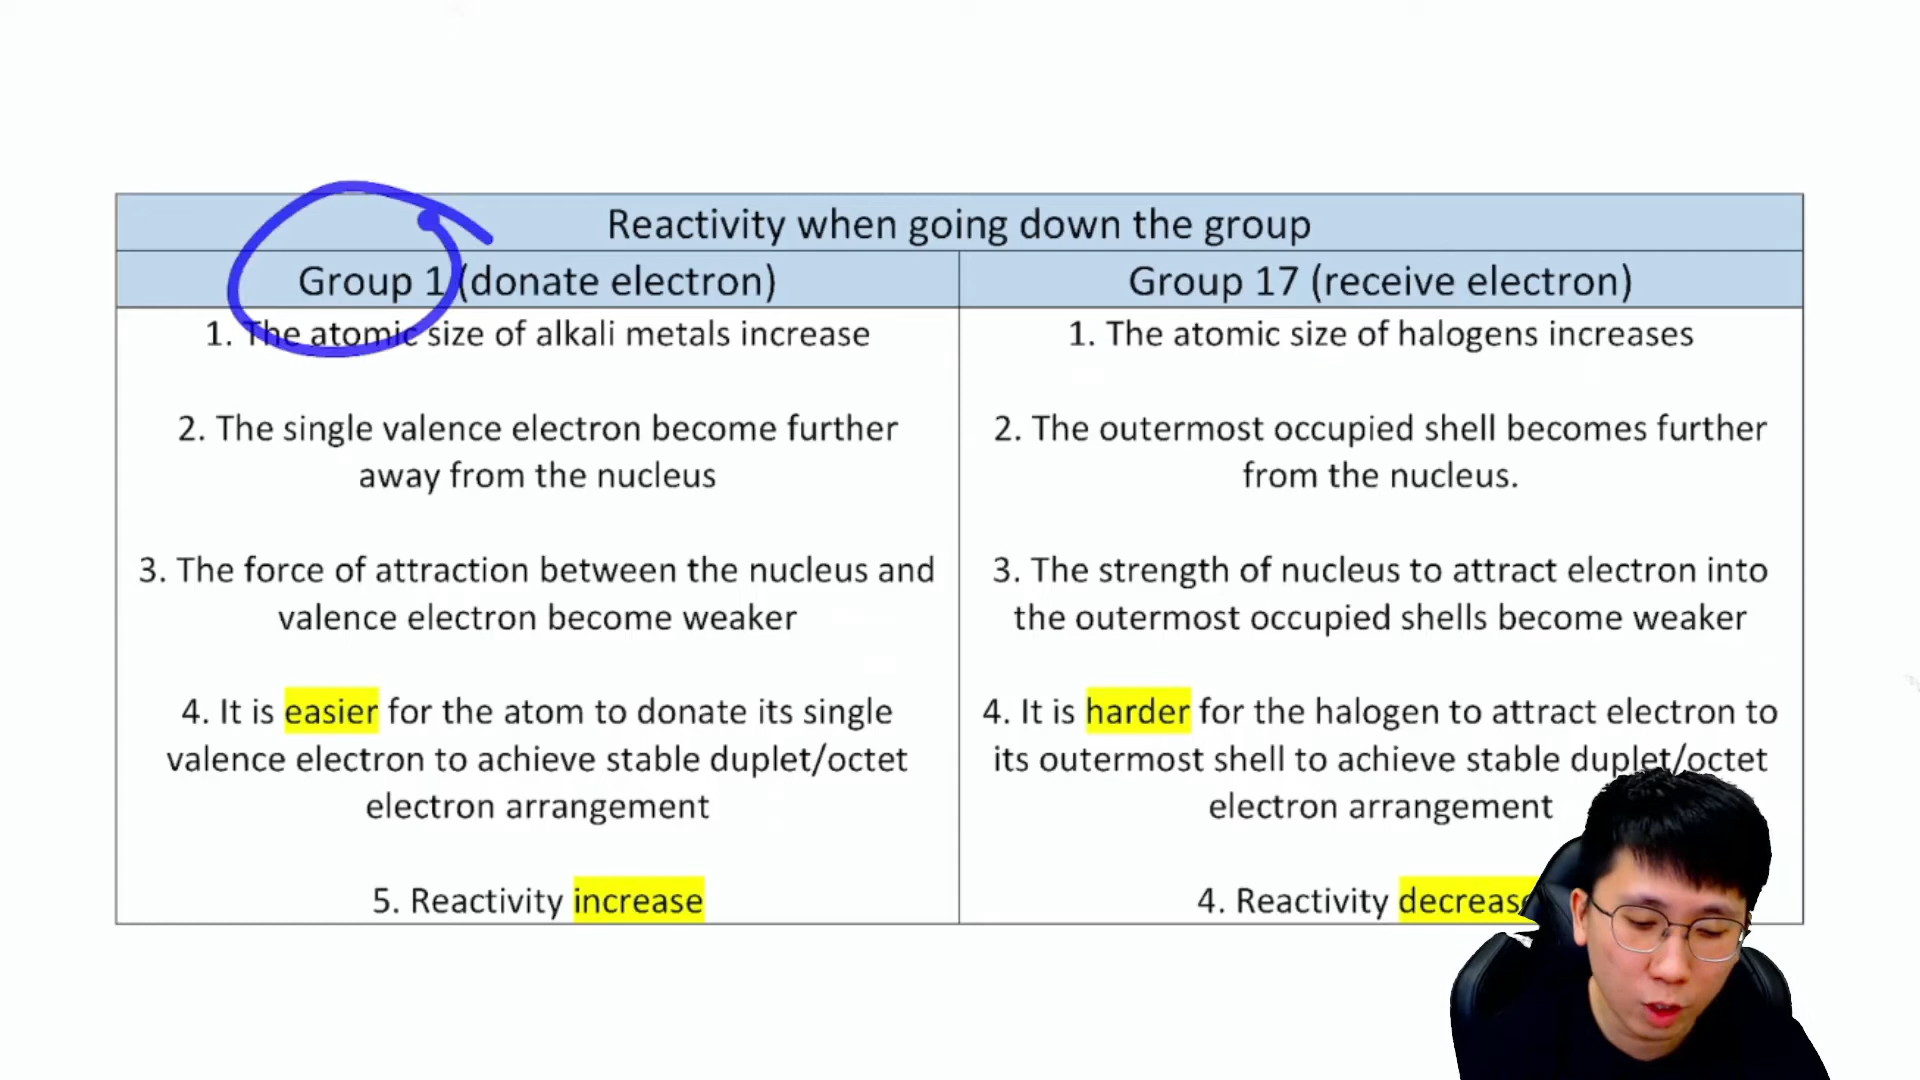 Reactivity when going down the group
Group 1 (donate electron)
Group 17 (receive electron)
1. The atomic size of alkali metals increase
2. The single valence electron become further
away from the nucleus
3. The force of attraction between the nucleus and
valence electron become weaker
4. It is easier for the atom to donate its single
valence electron to achieve stable duplet/octet
electron arrangement
5. Reactivity increase
1. The atomic size of halogens increases
2. The outermost occupied shell becomes further
from the nucleus.
3. The strength of nucleus to attract electron into
the outermost occupied shells become weaker
4. It is harder for the halogen to attract electron to
its outermost shell to achieve stable duplet/octet
electron arrangement
4. Reactivity decrease